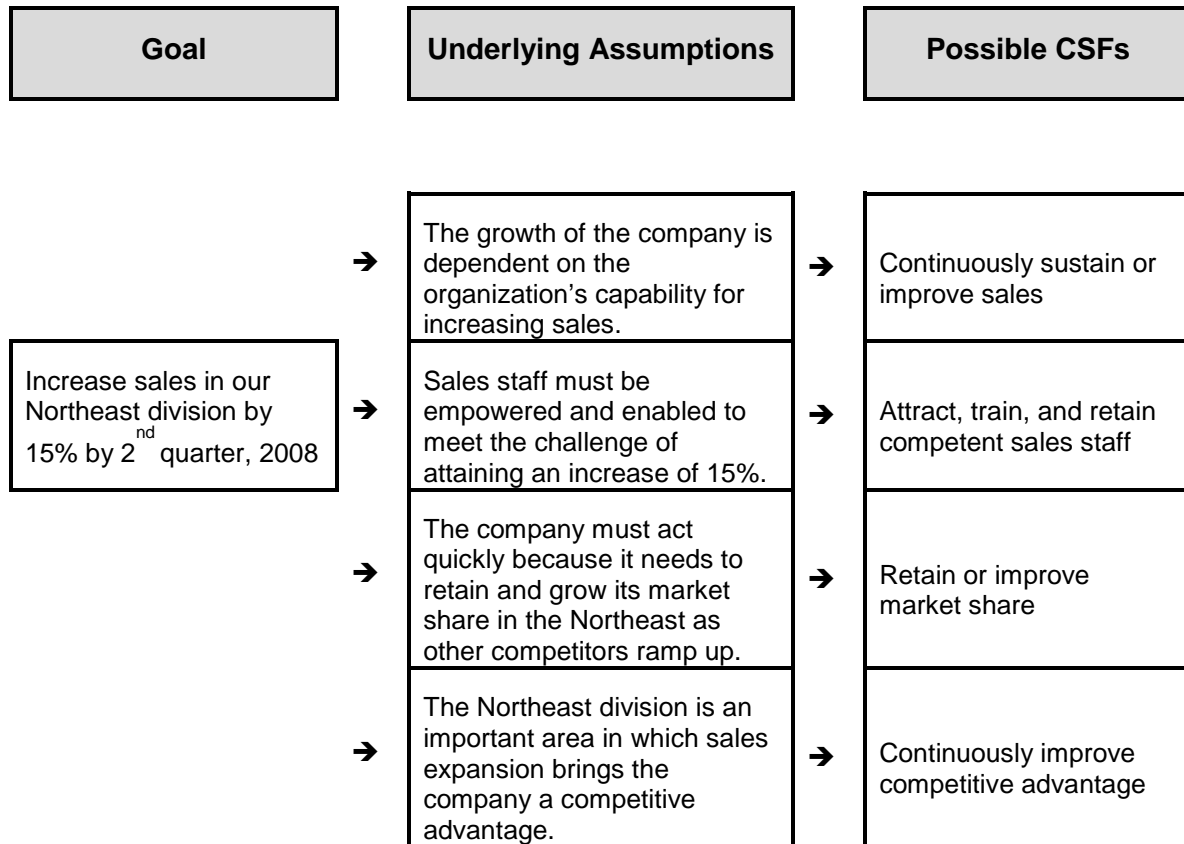 Goal
Underlying Assumptions
Possible CSFs
➔
The growth of the company is
dependent on the
organization’s capability for
increasing sales.
➔
Continuously sustain or
improve sales
Increase sales in our
Northeast division by
15% by 2nd quarter, 2008
➔
Sales staff must be
empowered and enabled to
meet the challenge of
attaining an increase of 15%.
➔
Attract, train, and retain
competent sales staff
➔
The company must act
quickly because it needs to
retain and grow its market
share in the Northeast as
other competitors ramp up.
➔
Retain or improve
market share
➔
The Northeast division is an
important area in which sales
expansion brings the
company a competitive
advantage.
➔
Continuously improve
competitive advantage